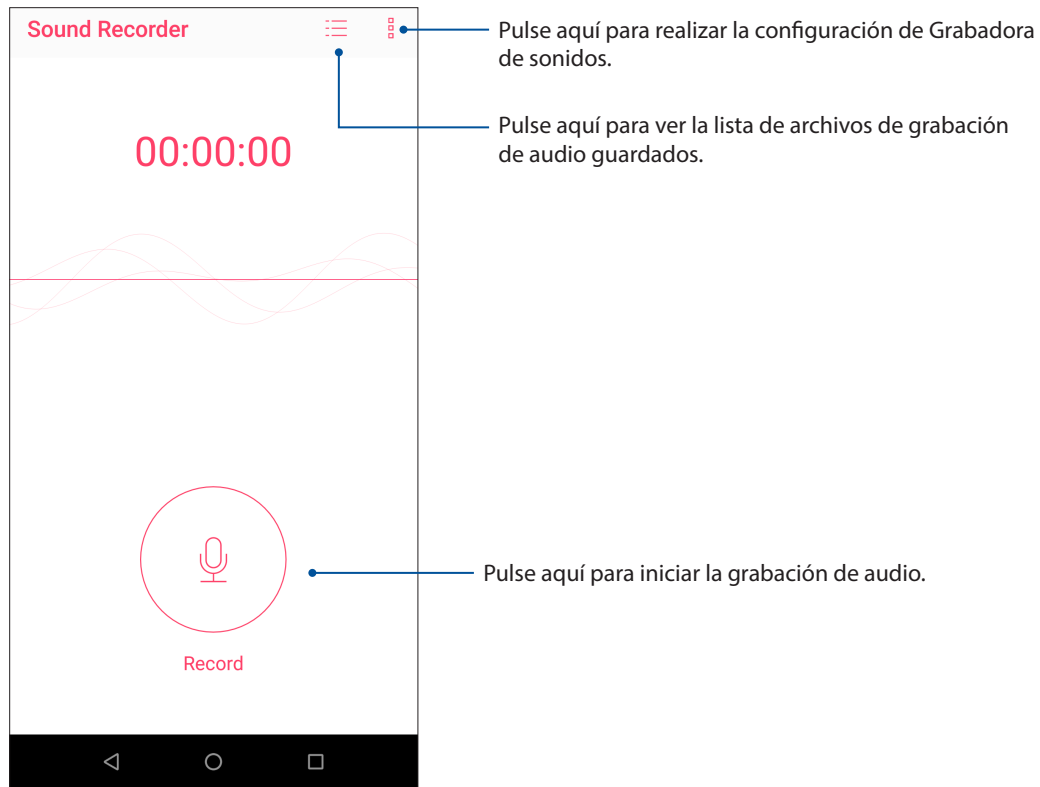 Sound Recorder
Pulse aquí para realizar la configuración de Grabadora
de sonidos.
Pulse aquí para ver la lista de archivos de grabación
de audio guardados.
00:00:00
Pulse aquí para iniciar la grabación de audio.
Record